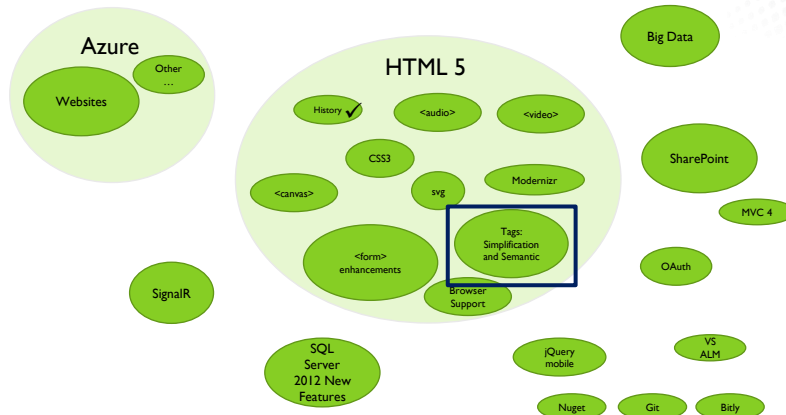 Azure
Websites
Other
…
HTML 5
History ✓
<audio>
<video>
CSS3
<canvas>
svg
Modernizr
Tags:
Simplification
and Semantic
<form>
enhancements
Browser
Support
Big Data
SharePoint
MVC 4
OAuth
SignalR
SQL
Server
2012 New
Features
jQuery
mobile
VS
ALM
Nuget
Git
Bitly